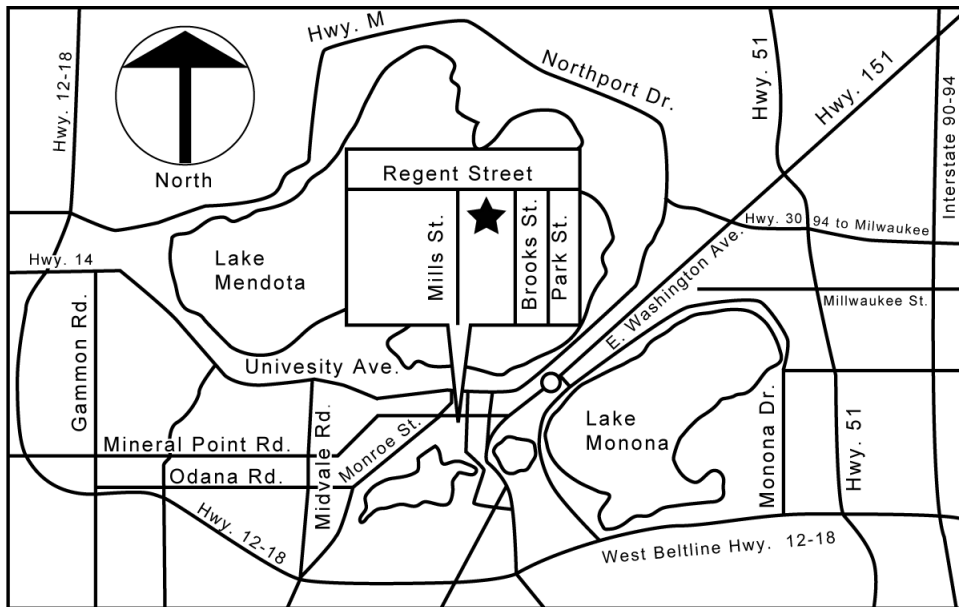 Hwy. M
Hwy. 12-18
Northport Dr.
Hwy. 51
Hwy. 151
Interstate 90-94
North
Regent Street
Mills St.
Brooks St.
Park St.
Hwy. 30
94 to Milwaukee
Lake
Mendota
Hwy. 14
E. Washington Ave.
Millwaukee St.
Gammon Rd.
Univesity Ave.
Lake
Monona
Monona Dr.
Hwy. 51
Mineral Point Rd.
Midvale Rd.
Monroe St.
Odana Rd.
Hwy. 12-18
West Beltline Hwy. 12-18